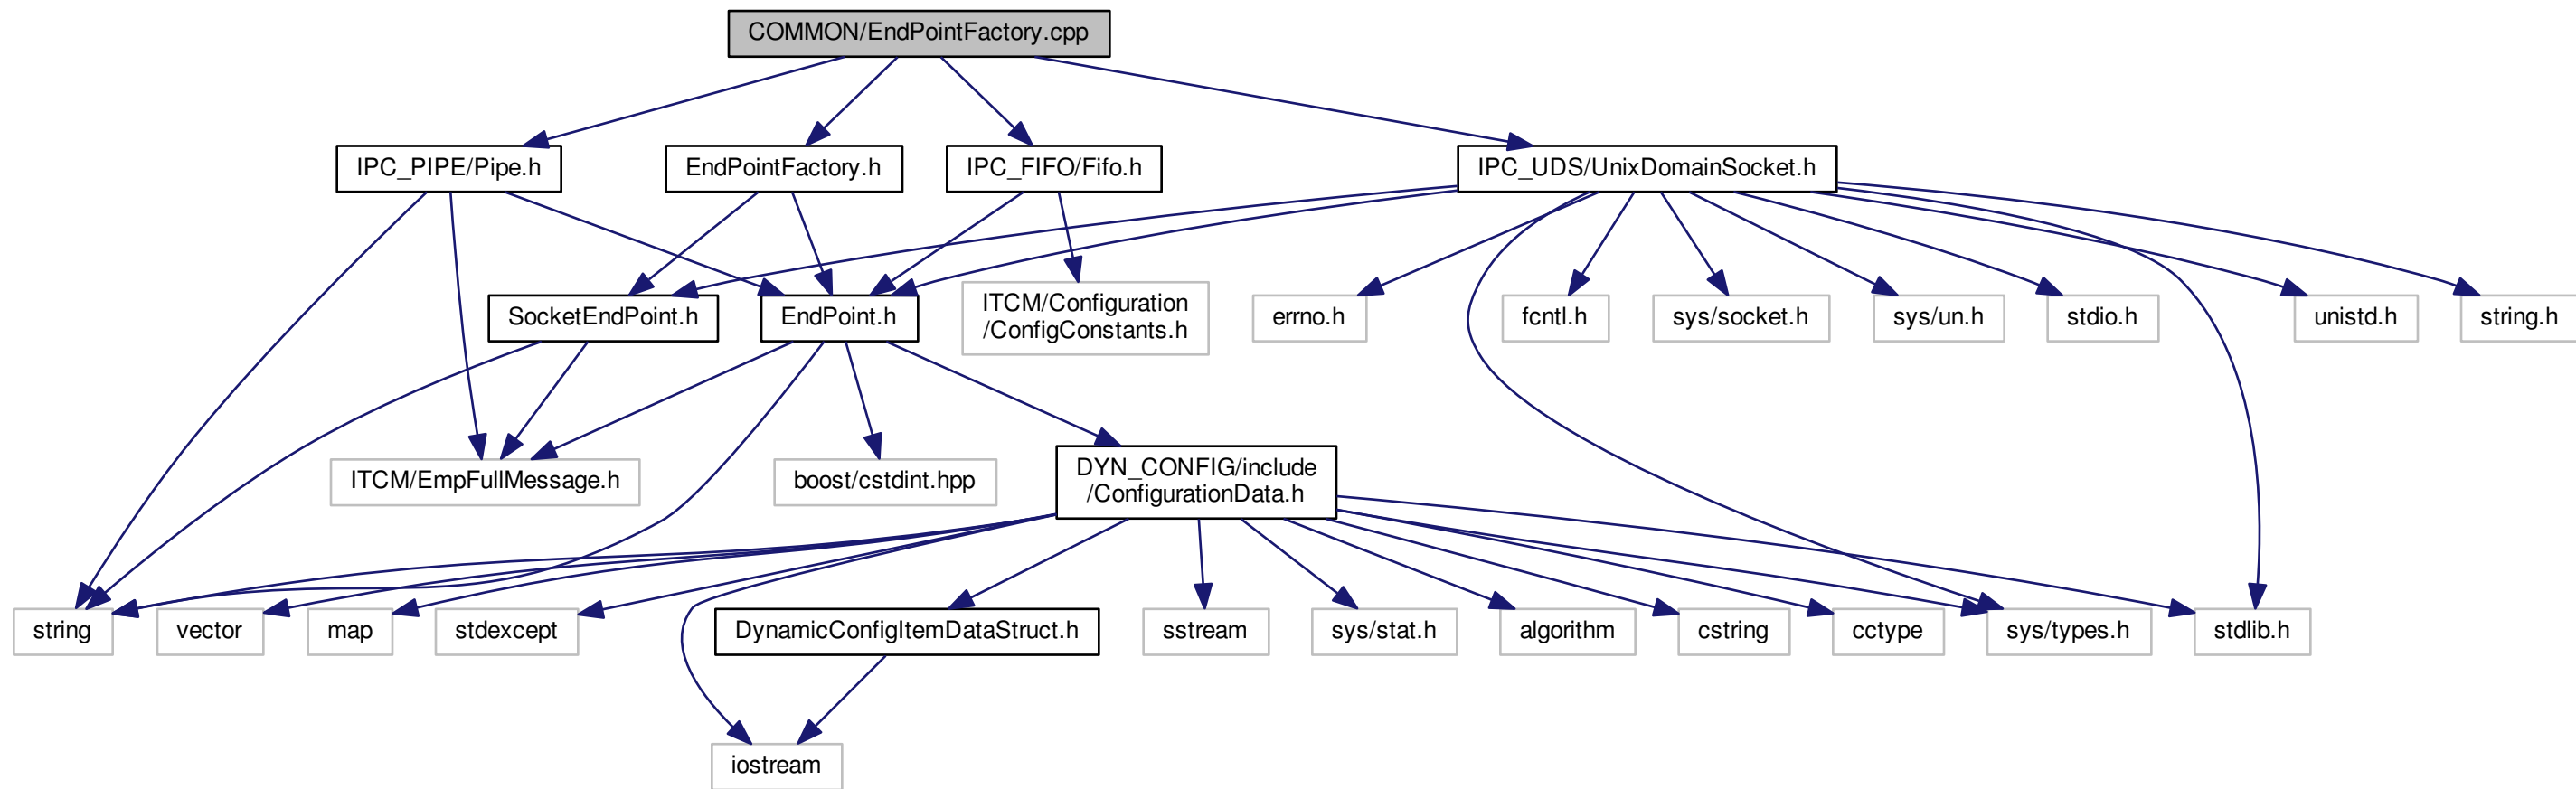 COMMON/EndPointFactory.cpp
IPC_PIPE/Pipe.h
EndPointFactory.h
IPC_FIFO/Fifo.h
IPC_UDS/UnixDomainSocket.h
SocketEndPoint.h
EndPoint.h
ITCM/Configuration
/ConfigConstants.h
errno.h
fcntl.h
sys/socket.h
sys/un.h
stdio.h
unistd.h
string.h
ITCM/EmpFullMessage.h
boost/cstdint.hpp
DYN_CONFIG/include
/ConfigurationData.h
string
vector
map
stdexcept
DynamicConfigItemDataStruct.h
sstream
sys/stat.h
algorithm
cstring
cctype
sys/types.h
stdlib.h
iostream